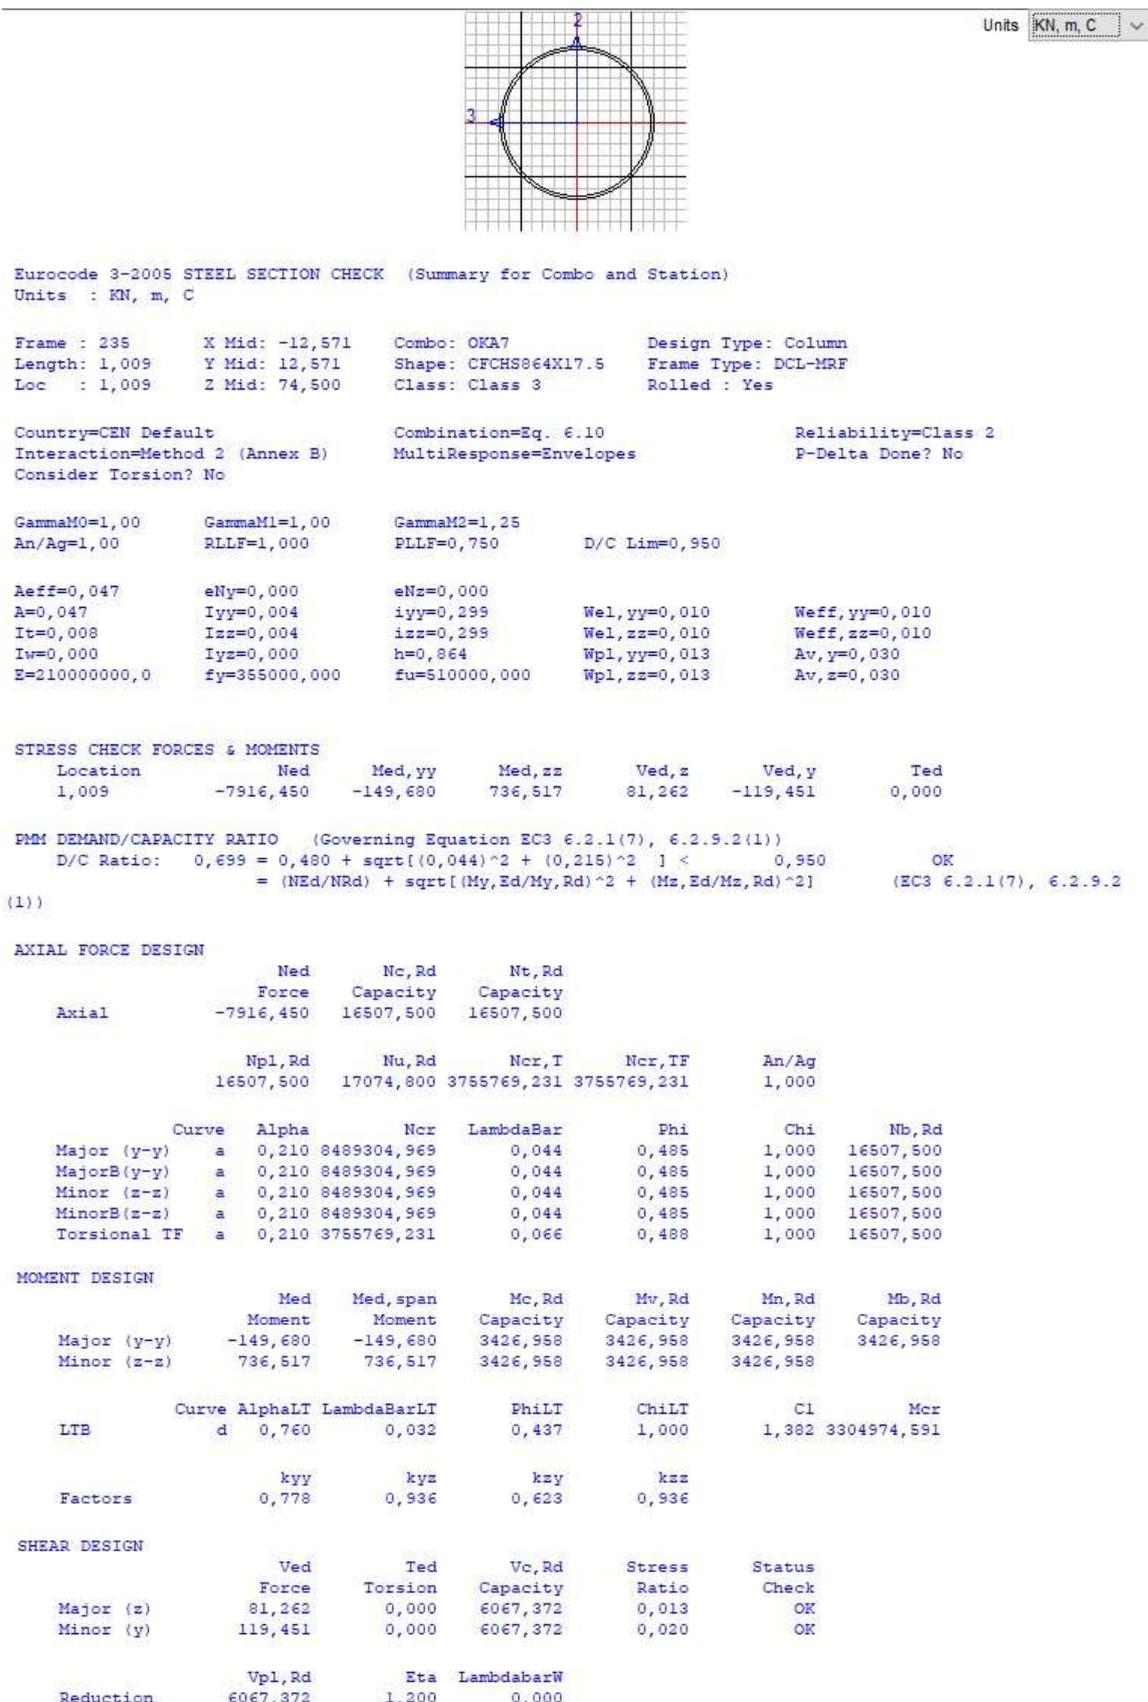 Units KN, m, C
2
3
Eurocode 3-2005 STEEL SECTION CHECK (Summary for Combo and Station)
Units : KN, m, C
Frame : 235 X Mid: -12,571 Combo: OKA7 Design Type: Column
Length: 1,009 Y Mid: 12,571 Shape: CFCHS864X17.5 Frame Type: DCL-MRF
Loc : 1,009 Z Mid: 74,500 Class: Class 3 Rolled : Yes
Country=CEN Default Combination=Eq. 6.10 Reliability=Class 2
Interaction=Method 2 (Annex B) MultiResponse=Envelopes P-Delta Done? No
Consider Torsion? No
GammaM0=1,00 GammaM1=1,00 GammaM2=1,25
An/Ag=1,00 RLLF=1,000 PLLF=0,750 D/C Lim=0,950
Aeff=0,047 eNy=0,000 eNz=0,000
A=0,047 Iyy=0,004 iyy=0,299 Wel,yy=0,010 Weff,yy=0,010
It=0,008 Izz=0,004 izz=0,299 Wel,zz=0,010 Weff,zz=0,010
Iw=0,000 Iyz=0,000 h=0,864 Wpl,yy=0,013 Av,y=0,030
E=210000000,0 fy=355000,000 fu=510000,000 Wpl,zz=0,013 Av,z=0,030
STRESS CHECK FORCES & MOMENTS
Location Ned Med,yy Med,zz Ved,z Ved,y Ted
1,009 -7916,450 -149,680 736,517 81,262 -119,451 0,000
PMM DEMAND/CAPACITY RATIO (Governing Equation EC3 6.2.1(7), 6.2.9.2(1))
D/C Ratio: 0,699 = 0,480 + sqrt[(0,044)^2 + (0,215)^2 ] < 0,950 OK
= (NEd/NRd) + sqrt[(My,Ed/My,Rd)^2 + (Mz,Ed/Mz,Rd)^2] (EC3 6.2.1(7), 6.2.9.2
(1))
AXIAL FORCE DESIGN
Ned Nc,Rd Nt,Rd
Force Capacity Capacity
Axial -7916,450 16507,500 16507,500
Npl,Rd Nu,Rd Ncr,T Ncr,TF An/Ag
16507,500 17074,800 3755769,231 3755769,231 1,000
Curve Alpha Ncr LambdaBar Phi Chi Nb,Rd
Major (y-y) a 0,210 8489304,969 0,044 0,485 1,000 16507,500
MajorB(y-y) a 0,210 8489304,969 0,044 0,485 1,000 16507,500
Minor (z-z) a 0,210 8489304,969 0,044 0,485 1,000 16507,500
MinorB(z-z) a 0,210 8489304,969 0,044 0,485 1,000 16507,500
Torsional TF a 0,210 3755769,231 0,066 0,488 1,000 16507,500
MOMENT DESIGN
Med Med,span Mc,Rd Mv,Rd Mn,Rd Mb,Rd
Moment Moment Capacity Capacity Capacity Capacity
Major (y-y) -149,680 -149,680 3426,958 3426,958 3426,958 3426,958
Minor (z-z) 736,517 736,517 3426,958 3426,958 3426,958
Curve AlphaLT LambdaBarLT PhiLT ChiLT C1 Mcr
LTB d 0,760 0,032 0,437 1,000 1,382 3304974,591
kyy kyz kzy kzz
Factors 0,778 0,936 0,623 0,936
SHEAR DESIGN
Ved Ted Vc,Rd Stress Status
Force Torsion Capacity Ratio Check
Major (z) 81,262 0,000 6067,372 0,013 OK
Minor (y) 119,451 0,000 6067,372 0,020 OK
Vpl,Rd Eta LambdabarW
Reduction 6067,372 1,200 0,000